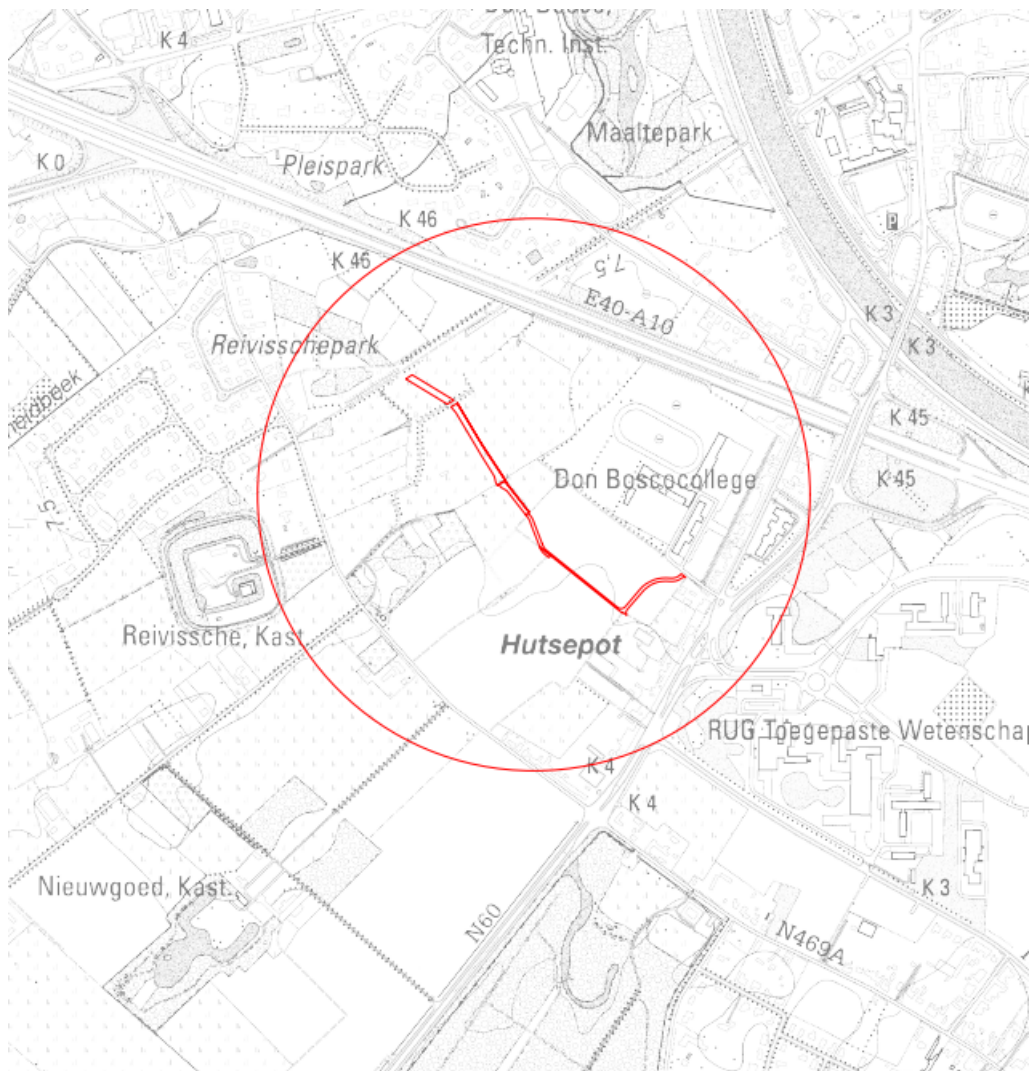 K 4
Techn. Inst.
Maaltepark
K 0
Pleispark
K 46
K 46
7,5
E40-A10
P
K 3
K 3
Reivisschepark
K 45
K 45
Don Boscocollege
7,5
Reivissche, Kast.
Hutsepot
RUG Toegepaste Wetenschap
K 4
K 4
Nieuwgoed, Kast.
K 3
N60
N469A